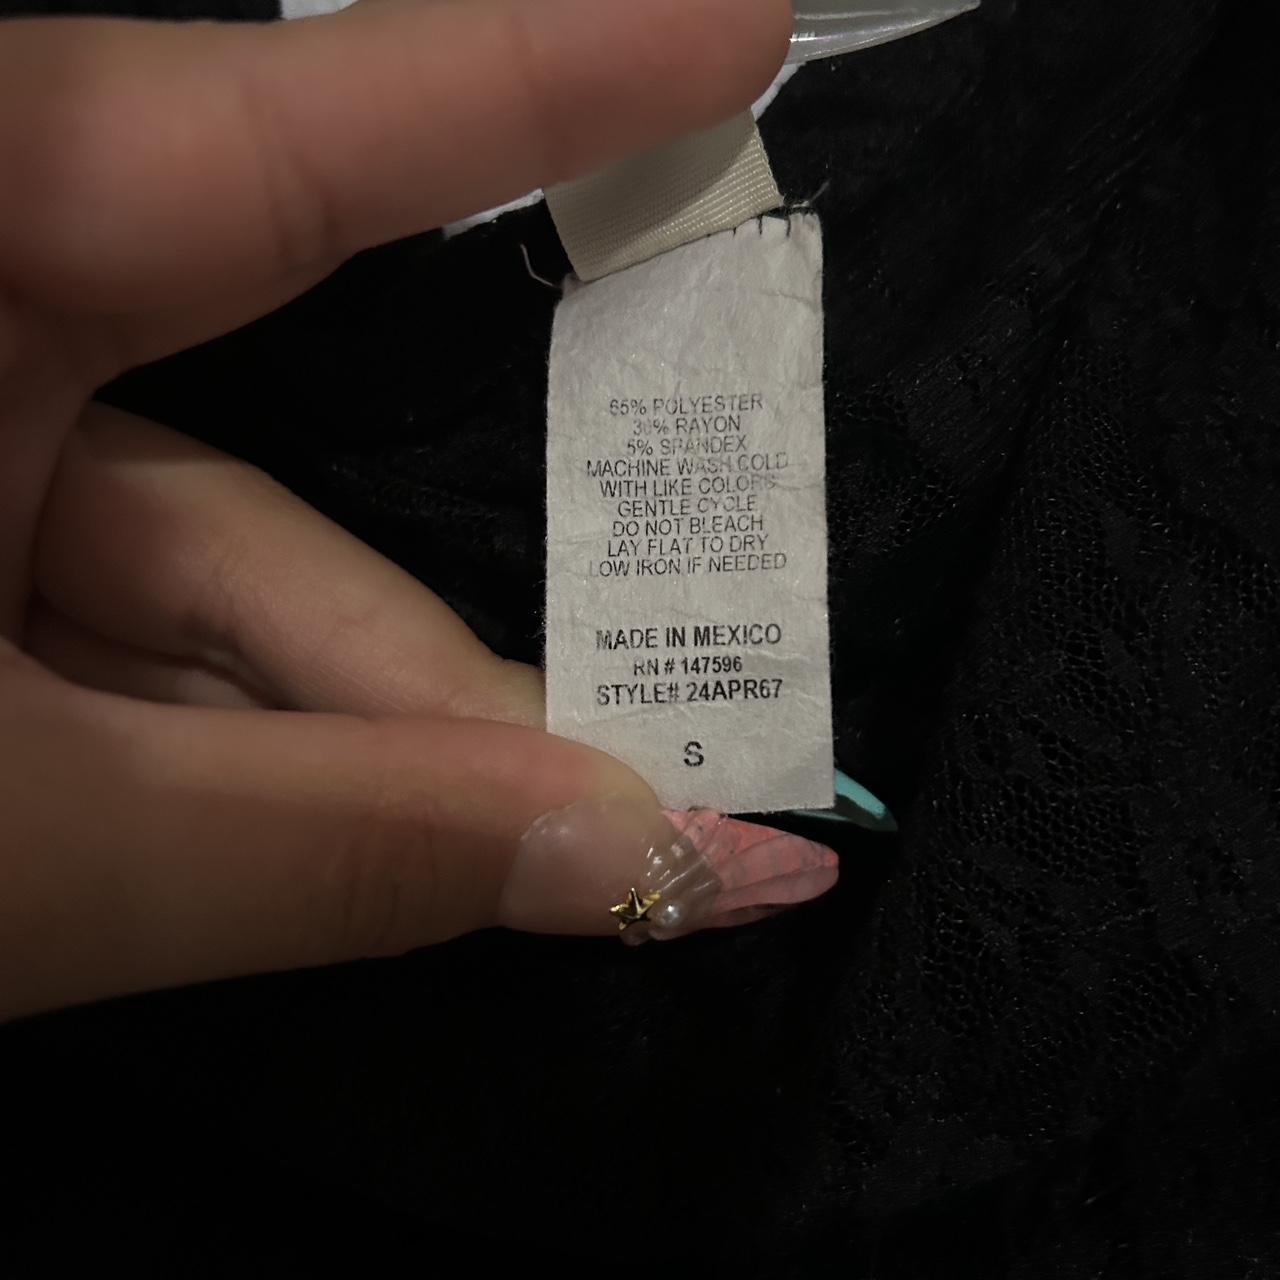 65% POLYESTER
30% RAYON
5% SPANDEX
MACHINE WASH COLD
WITH LIKE COLORS
GENTLE CYCLE
DO NOT BLEACH
LAY FLAT TO DRY
LOW IRON IF NEEDED
MADE IN MEXICO
RN # 147596
STYLE# 24APR67
S